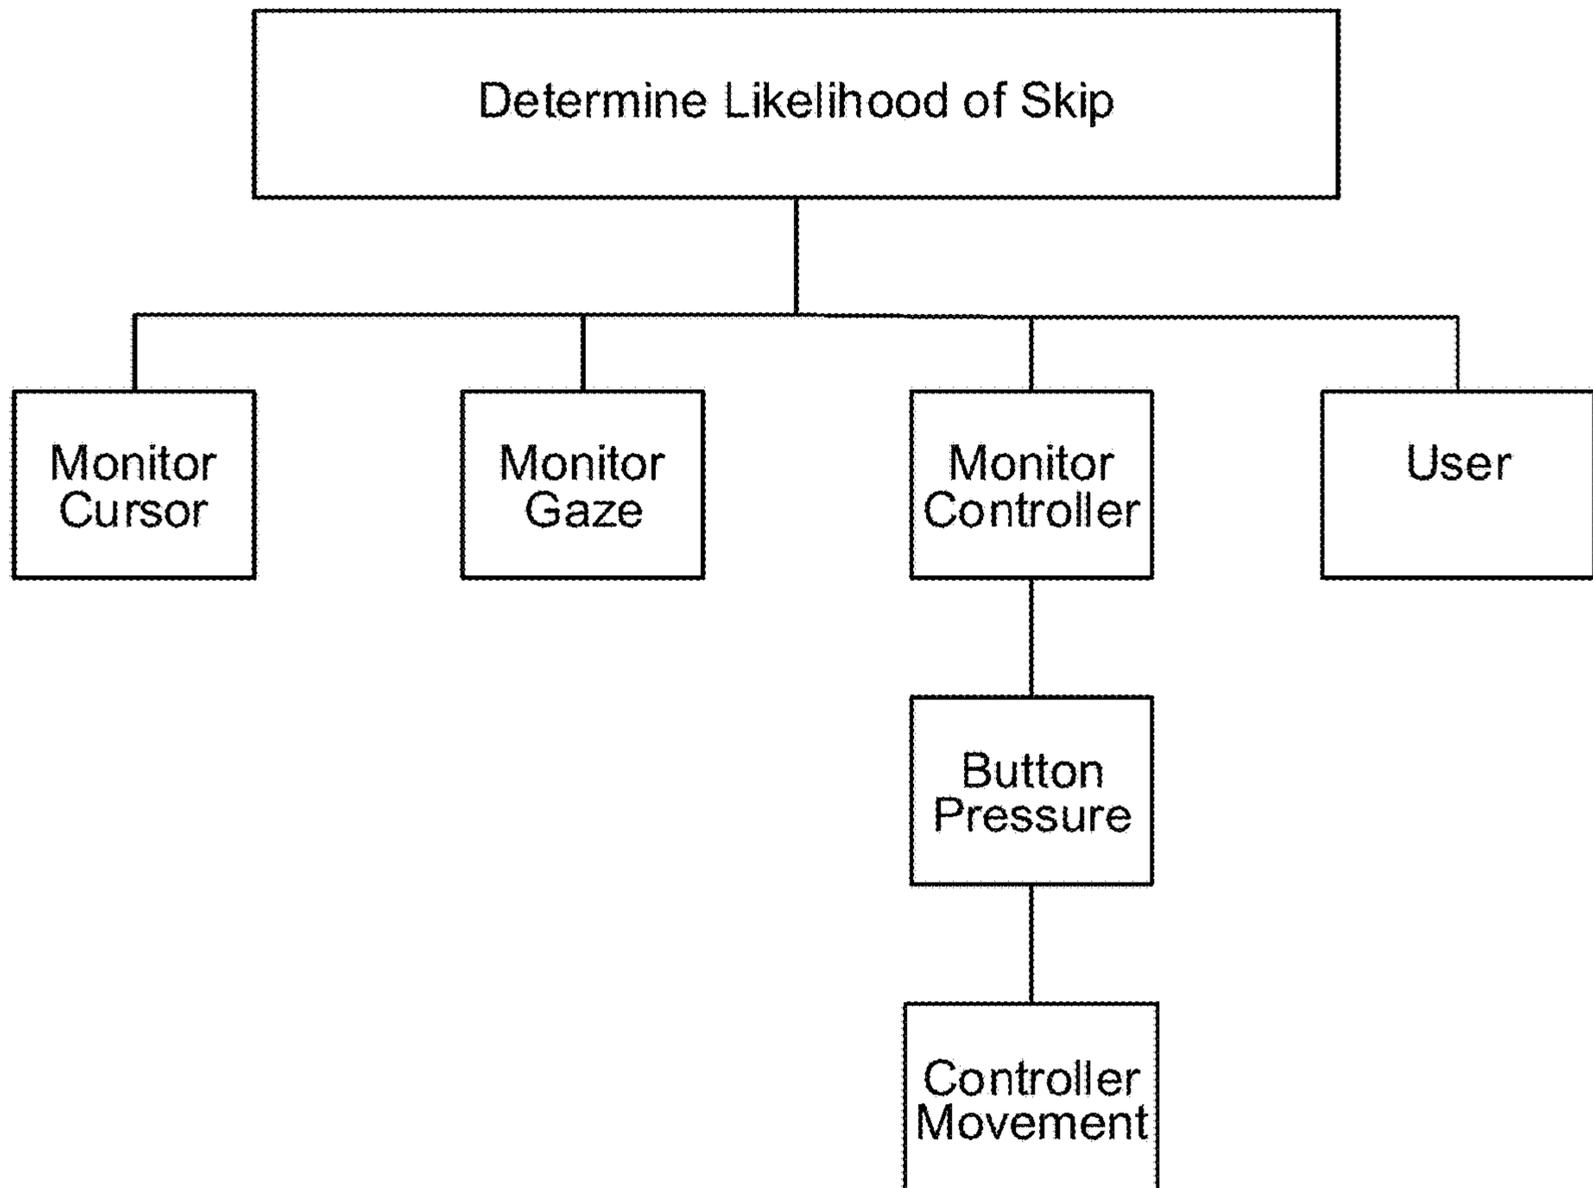 Determine Likelihood of Skip
Monitor
Cursor
Monitor
Gaze
Monitor
Controller
User
Button
Pressure
Controller
Movement